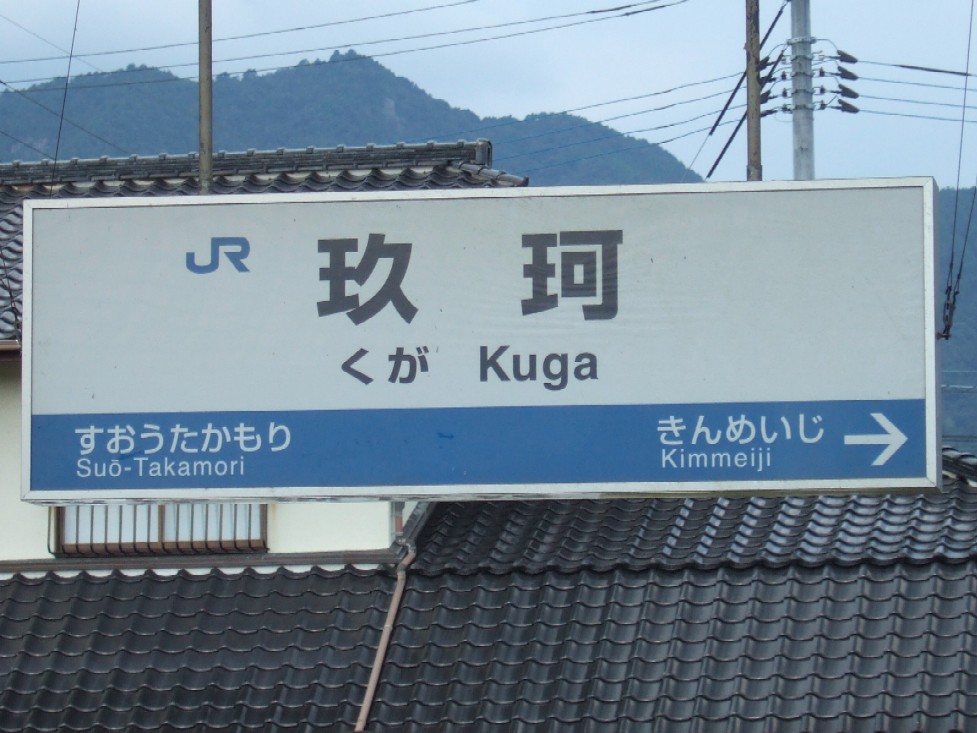 JR 玖珂
くが Kuga
すおうたかもり きんめいじ →
Suō-Takamori Kimmeiji